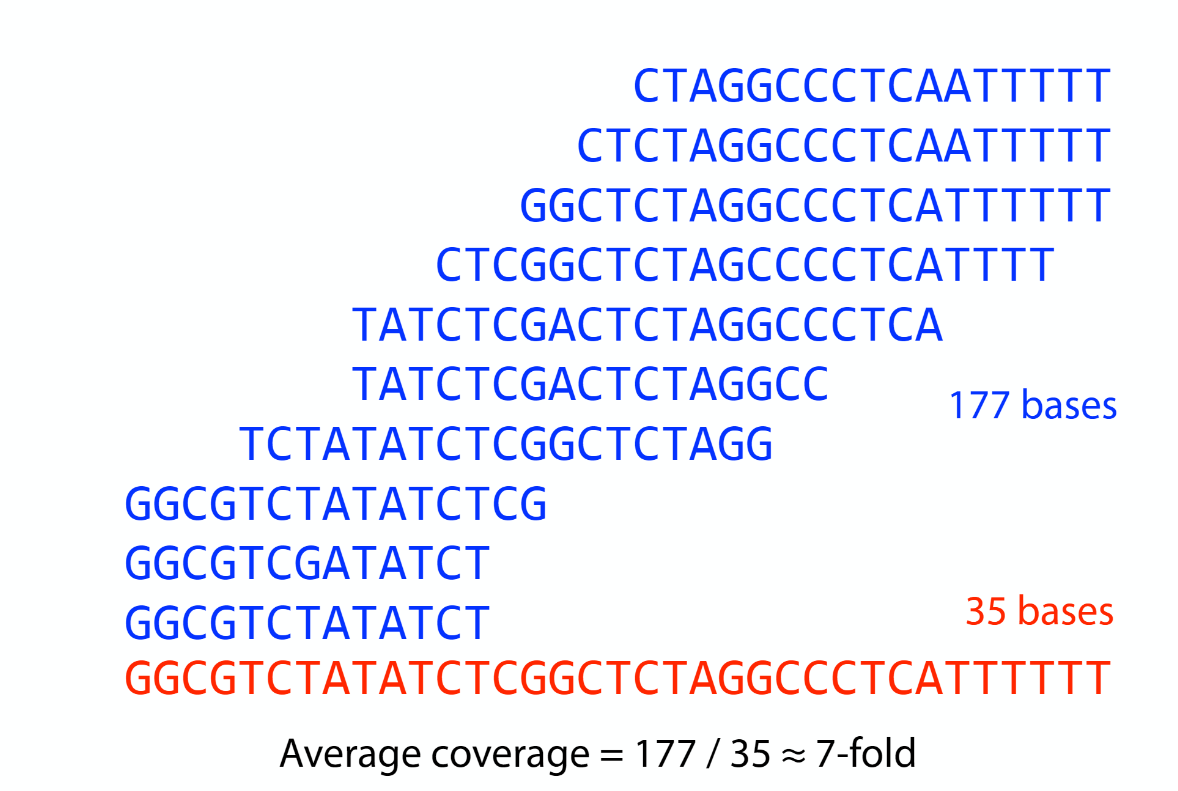 CTAGGCCCTCAATTTTT
CTCTAGGCCCTCAATTTTT
GGCTCTAGGCCCTCATTTTTT
CTCGGCTCTAGCCCCTCATTTT
TATCTCGACTCTAGGCCCTCA
TATCTCGACTCTAGGCC
177 bases
TCTATATCTCGGCTCTAGG
GGCGTCTATATCTCG
GGCGTCGATATCT
GGCGTCTATATCT
35 bases
GGCGTCTATATCTCGGCTCTAGGCCCTCATTTTTT
Average coverage = 177 / 35 ≈ 7-fold